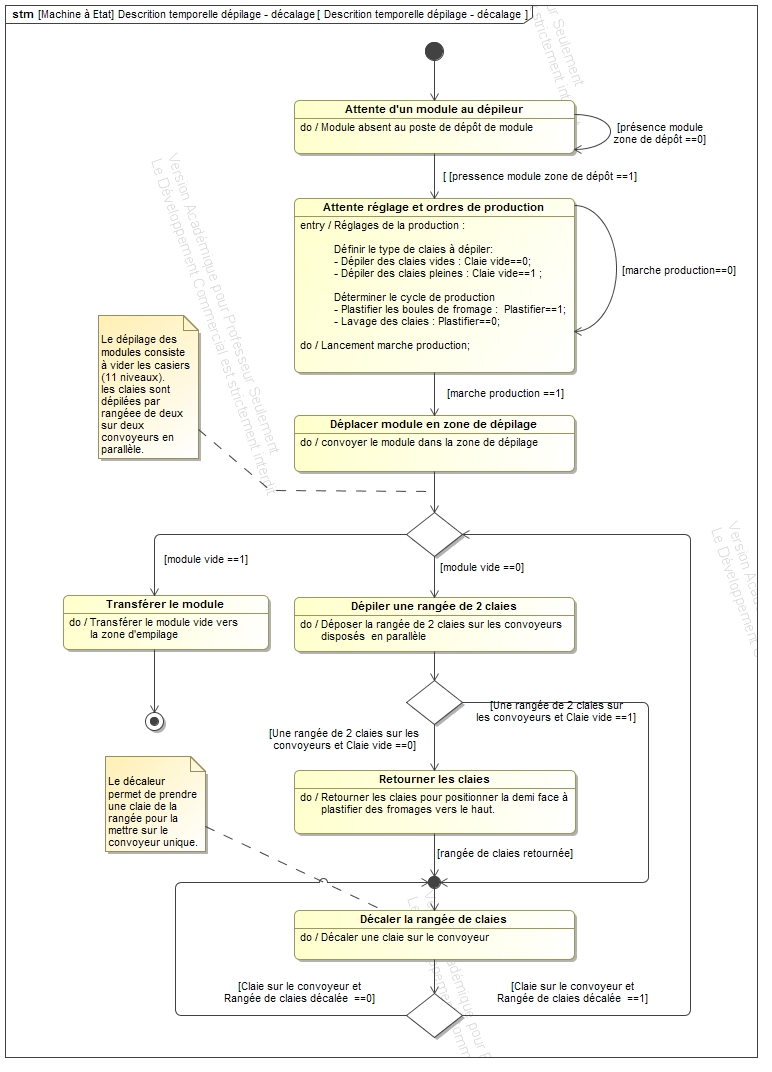 stm [Machine à Etat] Descrition temporelle dépilage - décalage[ Descrition temporelle dépilage - décalage ]
Attente d'un module au dépileur
do / Module absent au poste de dépôt de module
[présence module
zone de dépôt ==0]
[ [pressence module zone de dépôt ==1]
Attente réglage et ordres de production
entry / Réglages de la production :
Définir le type de claies à dépiler:
- Dépiler des claies vides : Claie vide==0;
- Dépiler des claies pleines : Claie vide==1 ;
Déterminer le cycle de production
- Plastifier les boules de fromage : Plastifier==1;
- Lavage des claies : Plastifier==0;
do / Lancement marche production;
[marche production==0]
[marche production ==1]
Le dépilage des
modules consiste
à vider les casiers
(11 niveaux).
les claies sont
dépilées par
rangéee de deux
sur deux
convoyeurs en
parallèle.
Déplacer module en zone de dépilage
do / convoyer le module dans la zone de dépilage
[module vide ==1]
[module vide ==0]
Transférer le module
do / Transférer le module vide vers
la zone d'empilage
Dépiler une rangée de 2 claies
do / Déposer la rangée de 2 claies sur les convoyeurs
disposés en parallèle
[Une rangée de 2 claies sur
les convoyeurs et Claie vide ==1]
[Une rangée de 2 claies sur les
convoyeurs et Claie vide ==0]
Retourner les claies
do / Retourner les claies pour positionner la demi face à
plastifier des fromages vers le haut.
Le décaleur
permet de prendre
une claie de la
rangée pour la
mettre sur le
convoyeur unique.
[rangée de claies retournée]
Décaler la rangée de claies
do / Décaler une claie sur le convoyeur
[Claie sur le convoyeur et
Rangée de claies décalée ==0]
[Claie sur le convoyeur et
Rangée de claies décalée ==1]
Version Académique pour Professeur Seulement
Le Développement Commercial est strictement interdit